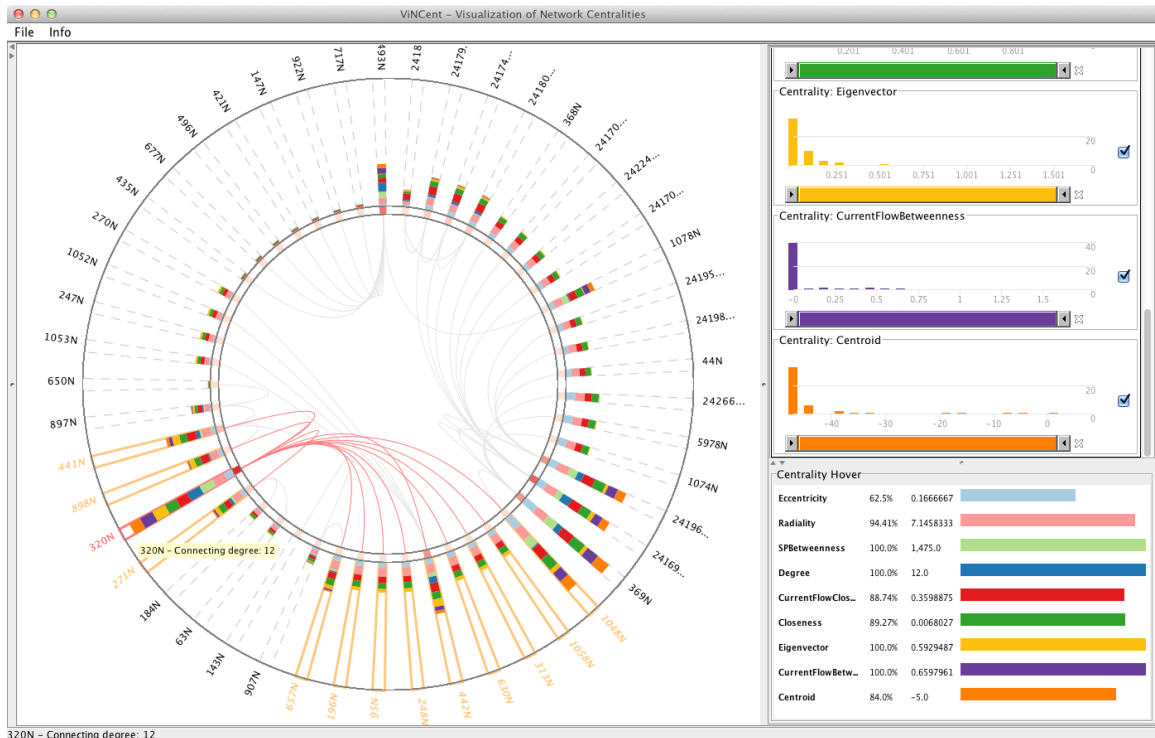 ViNCent - Visualization of Network Centralities
File Info
493N
2418
24179...
24174...
24180...
368N
24170...
24224...
24170...
1078N
24195...
24198...
44N
24266...
5978N
1074N
24196...
24169...
369N
1048N
1058N
313N
630N
442N
248N
95N
196N
657N
907N
143N
63N
184N
271N
320N
898N
441N
897N
650N
1053N
247N
1052N
270N
435N
677N
496N
421N
147N
922N
717N
320N - Connecting degree: 12
0.201 0.401 0.601 0.801 0
Centrality: Eigenvector
20
0
0.251 0.501 0.751 1.001 1.251 1.501
Centrality: CurrentFlowBetweenness
40
20
0
-0 0.25 0.5 0.75 1 1.25 1.5
Centrality: Centroid
20
0
-40 -30 -20 -10 0
Centrality Hover
Eccentricity 62.5% 0.1666667
Radiality 94.41% 7.1458333
SPBetweenness 100.0% 1,475.0
Degree 100.0% 12.0
CurrentFlowClos... 88.74% 0.3598875
Closeness 89.27% 0.0068027
Eigenvector 100.0% 0.5929487
CurrentFlowBetw... 100.0% 0.6597961
Centroid 84.0% -5.0
320N - Connecting degree: 12